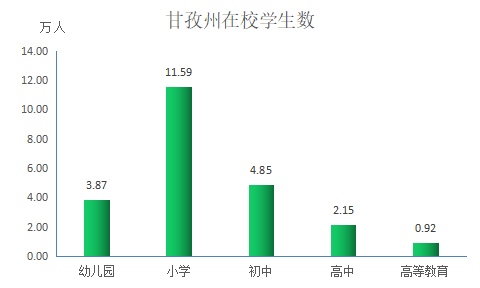 甘孜州在校学生数
万人
14.00
12.00
10.00
8.00
6.00
4.00
2.00
0.00
3.87
11.59
4.85
2.15
0.92
幼儿园
小学
初中
高中
高等教育